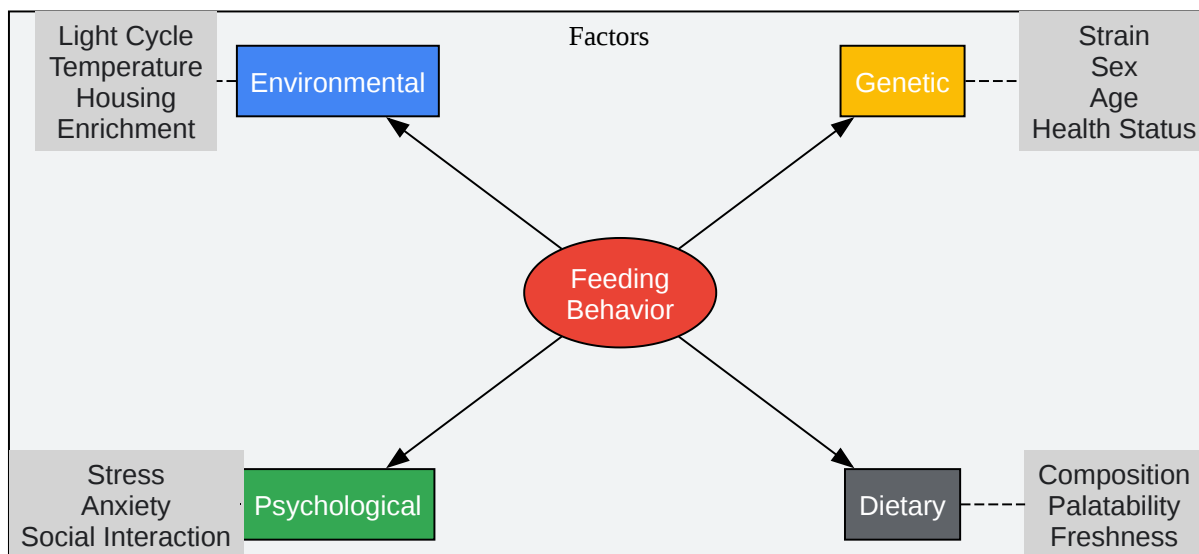 Factors
Light Cycle
Temperature
Housing
Enrichment
Environmental
Genetic
Strain
Sex
Age
Health Status
Feeding
Behavior
Stress
Anxiety
Social Interaction
Psychological
Dietary
Composition
Palatability
Freshness